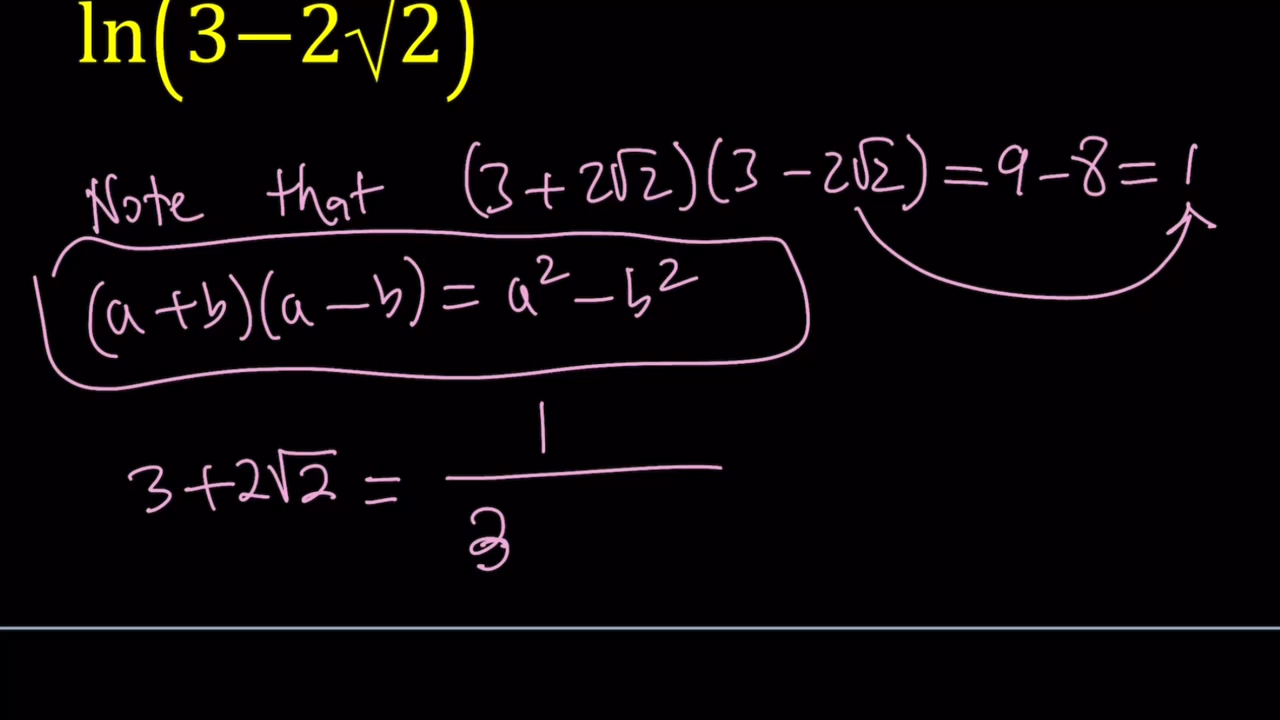 ln(3−2√2)
Note that (3+2√2)(3−2√2)=9−8=1
(a+b)(a−b)=a²−b²
3+2√2 = 1/3